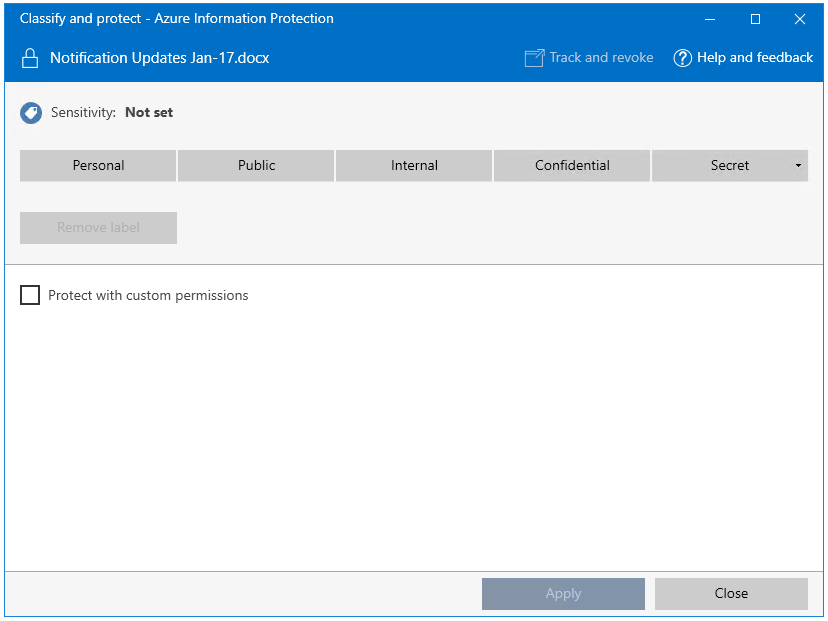 Classify and protect - Azure Information Protection
Notification Updates Jan-17.docx
Track and revoke
Help and feedback
Sensitivity: Not set
Personal
Public
Internal
Confidential
Secret
Remove label
Protect with custom permissions
Apply
Close